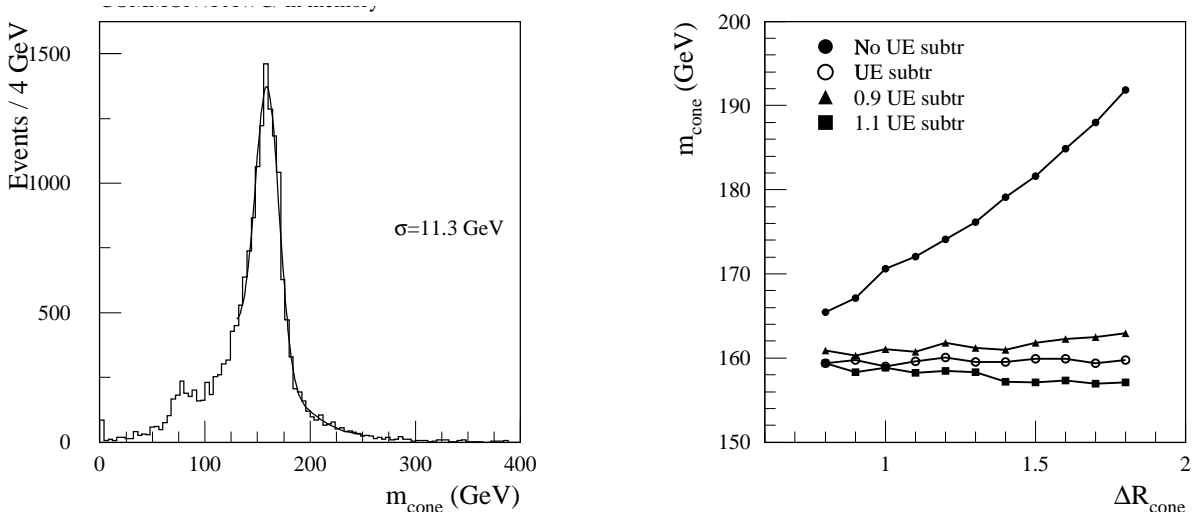 in memory
Events / 4 GeV
1500
1000
500
0
σ=11.3 GeV
0 100 200 300 400
m_cone (GeV)
m_cone (GeV)
200
190
180
170
160
150
No UE subtr
UE subtr
0.9 UE subtr
1.1 UE subtr
1 1.5 2
ΔR_cone